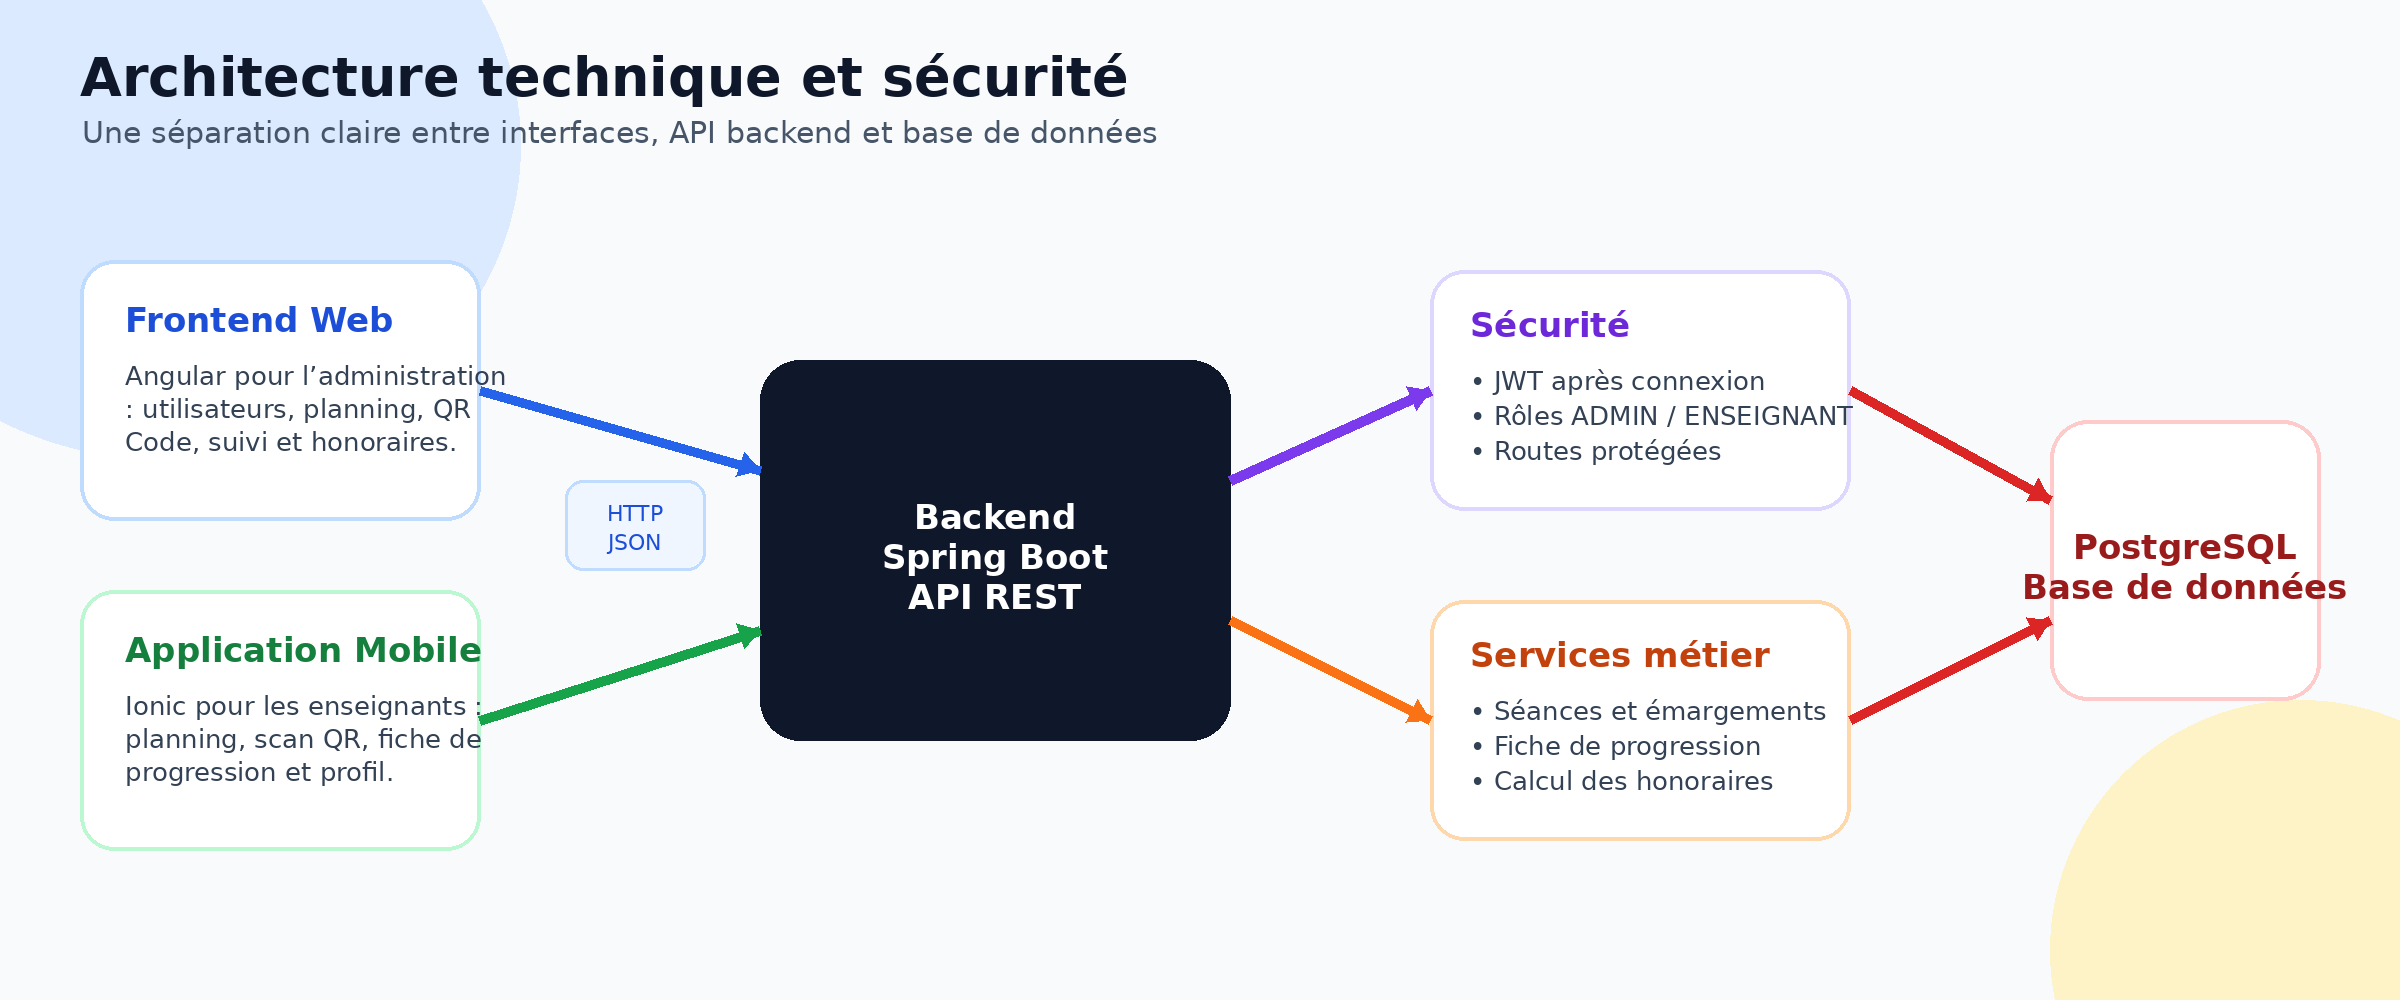 Architecture technique et sécurité
Une séparation claire entre interfaces, API backend et base de données
Frontend Web
Angular pour l’administration
: utilisateurs, planning, QR
Code, suivi et honoraires.
Application Mobile
Ionic pour les enseignants :
planning, scan QR, fiche de
progression et profil.
HTTP
JSON
Backend
Spring Boot
API REST
Sécurité
• JWT après connexion
• Rôles ADMIN / ENSEIGNANT
• Routes protégées
Services métier
• Séances et émargements
• Fiche de progression
• Calcul des honoraires
PostgreSQL
Base de données